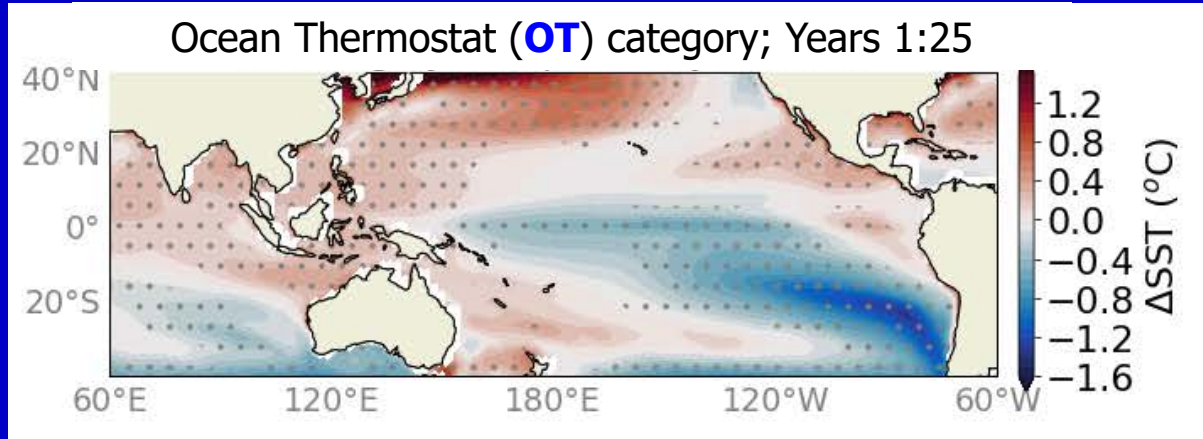 Ocean Thermostat (OT) category; Years 1:25
40°N
20°N
0°
20°S
60°E
120°E
180°E
120°W
60°W
1.2
0.8
0.4
0.0
−0.4
−0.8
−1.2
−1.6
ΔSST (°C)